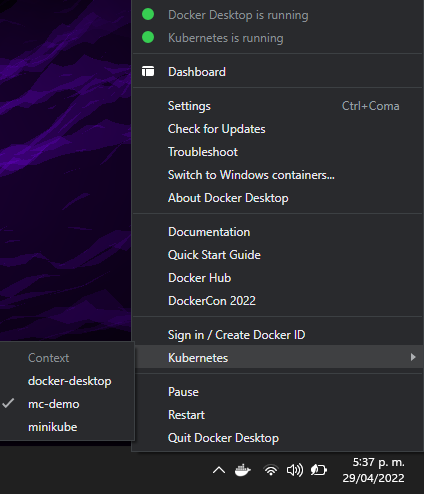 Docker Desktop is running
Kubernetes is running
Dashboard
Settings Ctrl+Coma
Check for Updates
Troubleshoot
Switch to Windows containers...
About Docker Desktop
Documentation
Quick Start Guide
Docker Hub
DockerCon 2022
Sign in / Create Docker ID
Kubernetes
Context
docker-desktop
mc-demo
minikube
Pause
Restart
Quit Docker Desktop
5:37 p. m.
29/04/2022